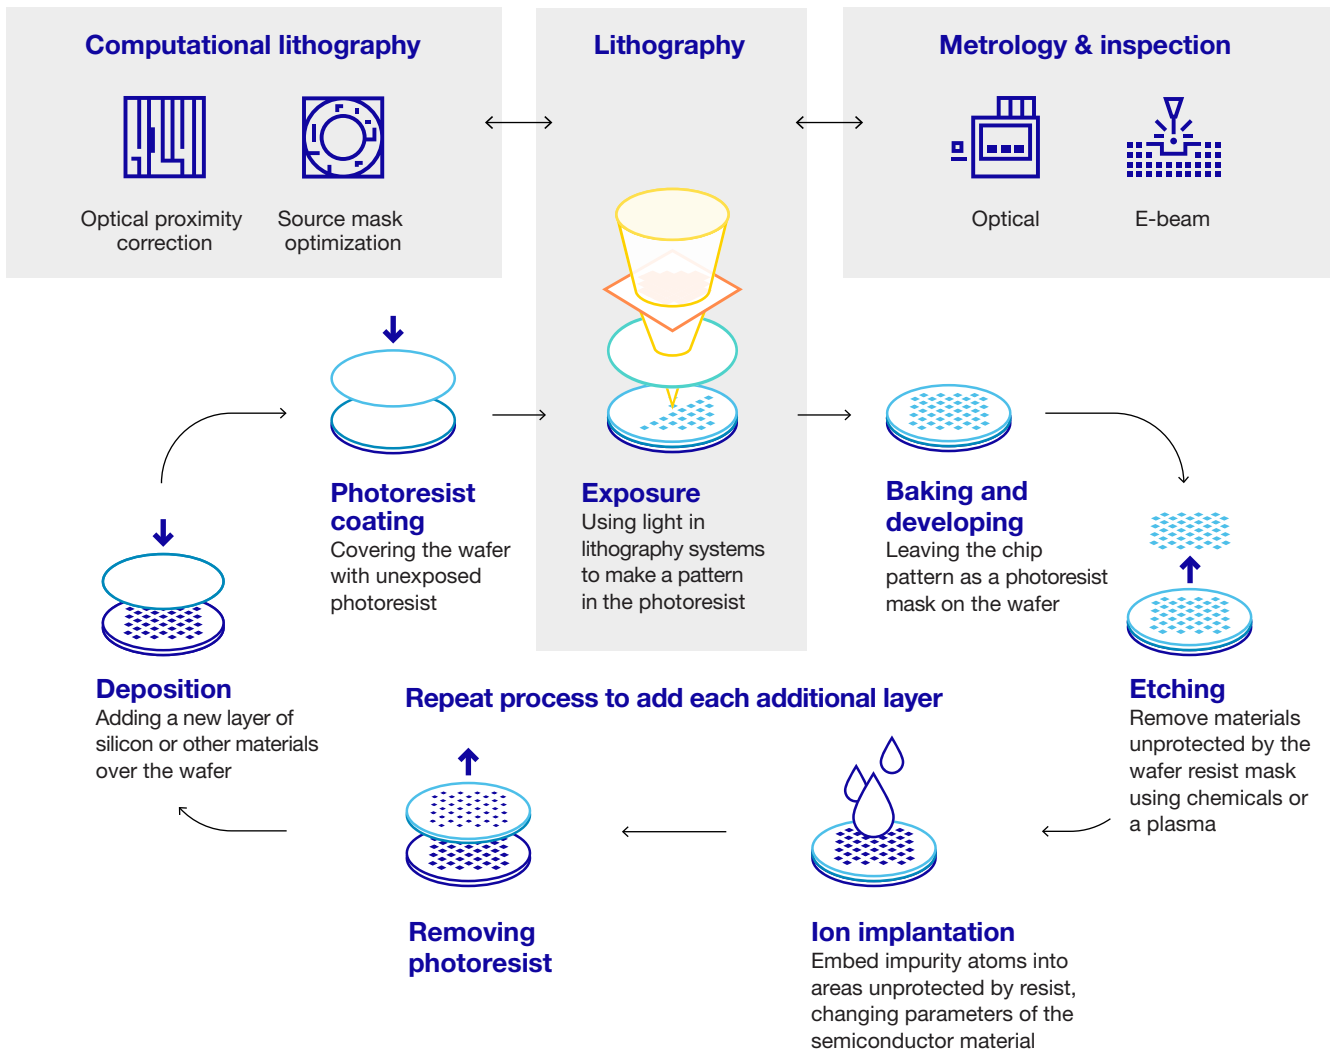 Computational lithography
Optical proximity
correction
Source mask
optimization
Lithography
Metrology & inspection
Optical
E-beam
Photoresist
coating
Covering the wafer
with unexposed
photoresist
Exposure
Using light in
lithography systems
to make a pattern
in the photoresist
Baking and
developing
Leaving the chip
pattern as a photoresist
mask on the wafer
Etching
Remove materials
unprotected by the
wafer resist mask
using chemicals or
a plasma
Deposition
Adding a new layer of
silicon or other materials
over the wafer
Repeat process to add each additional layer
Removing
photoresist
Ion implantation
Embed impurity atoms into
areas unprotected by resist,
changing parameters of the
semiconductor material